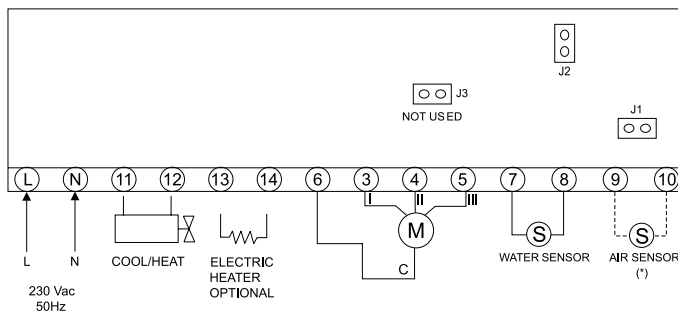 J2
J3
NOT USED
J1
L N 11 12 13 14 6 3 4 5 7 8 9 10
I II III
M
S S
L N COOL/HEAT ELECTRIC
HEATER
OPTIONAL
C
WATER SENSOR AIR SENSOR
(*)
230 Vac
50Hz